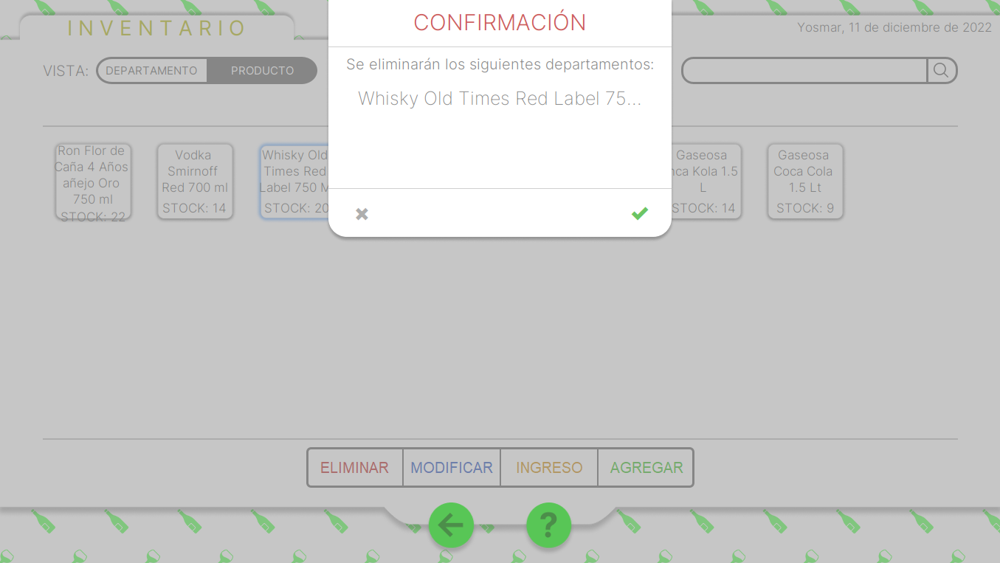 INVENTARIO
CONFIRMACIÓN
Yosmar, 11 de diciembre de 2022
VISTA:
DEPARTAMENTO
PRODUCTO
Se eliminarán los siguientes departamentos:
Whisky Old Times Red Label 75...
Ron Flor de
Caña 4 Años
añejo Oro
750 ml
STOCK: 22
Vodka
Smirnoff
Red 700 ml
STOCK: 14
Whisky Old
Times Red
Label 750 M
STOCK: 20
Gaseosa
nca Kola 1.5
L
STOCK: 14
Gaseosa
Coca Cola
1.5 Lt
STOCK: 9
ELIMINAR
MODIFICAR
INGRESO
AGREGAR
?